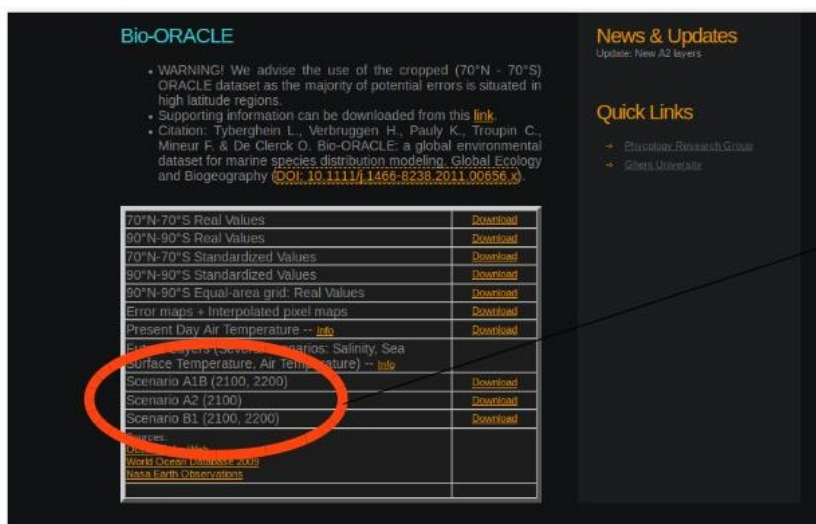 Bio-ORACLE
• WARNING! We advise the use of the cropped (70°N - 70°S)
ORACLE dataset as the majority of potential errors is situated in
high latitude regions.
• Supporting information can be downloaded from this link.
• Citation: Tyberghein L., Verbruggen H., Pauly K., Troupin C.,
Mineur F. & De Clerck O. Bio-ORACLE: a global environmental
dataset for marine species distribution modeling. Global Ecology
and Biogeography (DOI: 10.1111/j.1466-8238.2011.00656.x).
70°N-70°S Real Values Download
90°N-90°S Real Values Download
70°N-70°S Standardized Values Download
90°N-90°S Standardized Values Download
90°N-90°S Equal-area grid: Real Values Download
Error maps + Interpolated pixel maps Download
Present Day Air Temperature -- Info Download
Future Layers (Several scenarios: Salinity, Sea
Surface Temperature, Air Temperature) -- Info
Scenario A1B (2100, 2200) Download
Scenario A2 (2100) Download
Scenario B1 (2100, 2200) Download
Sources:
Web
World Ocean Database 2009
Nasa Earth Observations
News & Updates
Update: New A2 layers
Quick Links
→ Phycology Research Group
→ Ghent University